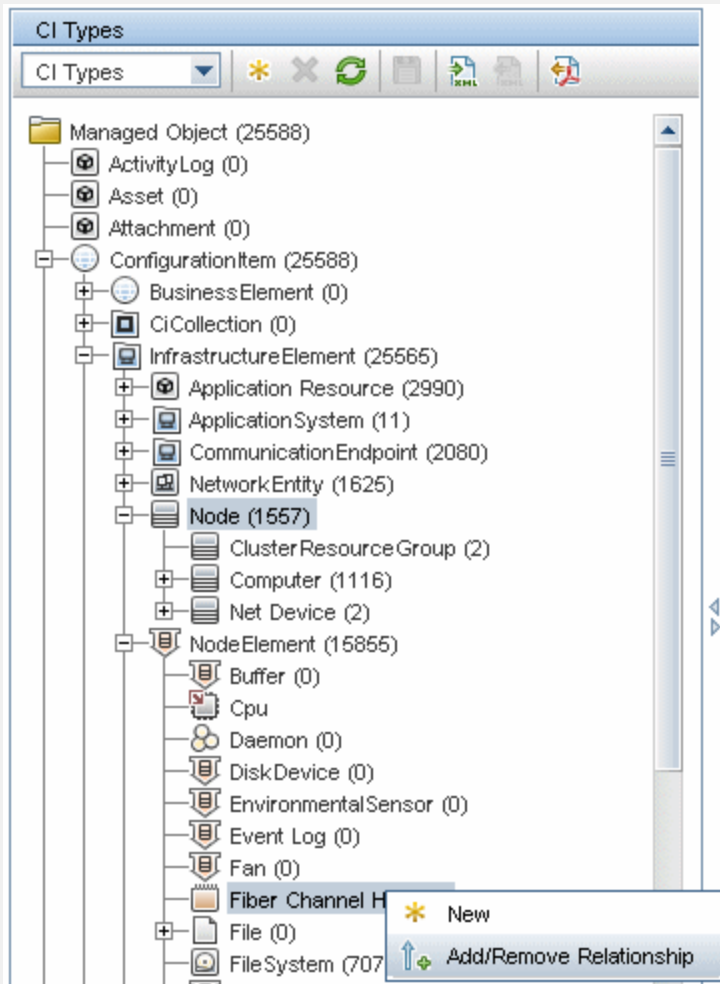 CI Types
CI Types
XML
XML
Managed Object (25588)
ActivityLog (0)
Asset (0)
Attachment (0)
ConfigurationItem (25588)
BusinessElement (0)
CiCollection (0)
InfrastructureElement (25565)
Application Resource (2990)
ApplicationSystem (11)
CommunicationEndpoint (2080)
NetworkEntity (1625)
Node (1557)
ClusterResourceGroup (2)
Computer (1116)
Net Device (2)
NodeElement (15855)
Buffer (0)
Cpu
Daemon (0)
DiskDevice (0)
EnvironmentalSensor (0)
Event Log (0)
Fan (0)
Fiber Channel H
New
File (0)
Add/Remove Relationship
FileSystem (707